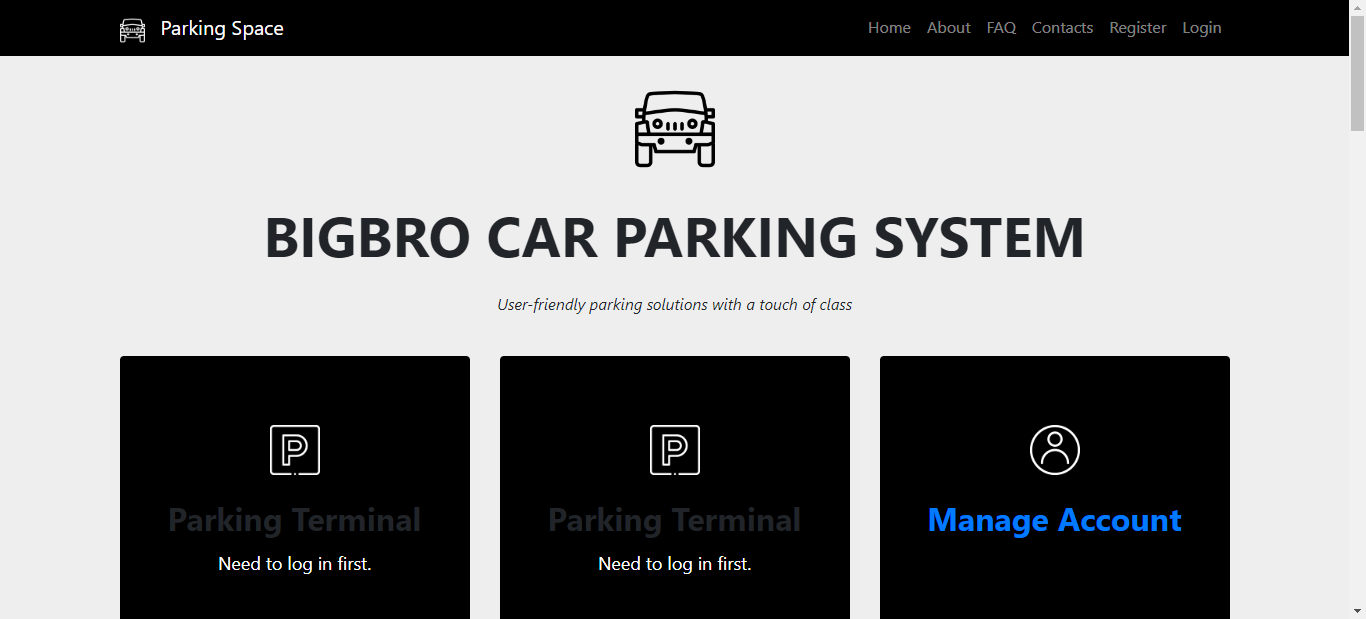 Parking Space
Home About FAQ Contacts Register Login
BIGBRO CAR PARKING SYSTEM
User-friendly parking solutions with a touch of class
P
Parking Terminal
Need to log in first.
P
Parking Terminal
Need to log in first.
Manage Account